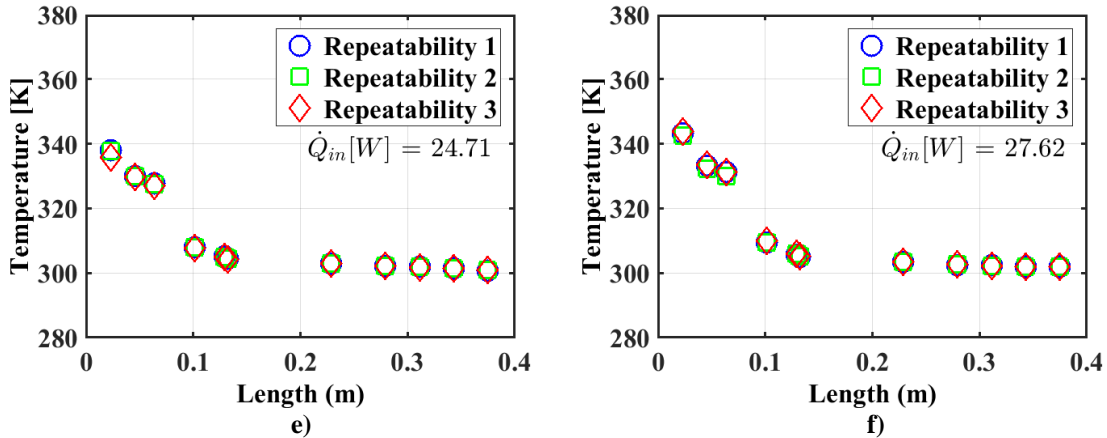 380
360
340
320
300
280
Temperature [K]
0
0.1
0.2
0.3
0.4
Length (m)
Repeatability 1
Repeatability 2
Repeatability 3
Q̇_in[W] = 24.71
e)
380
360
340
320
300
280
Temperature [K]
0
0.1
0.2
0.3
0.4
Length (m)
Repeatability 1
Repeatability 2
Repeatability 3
Q̇_in[W] = 27.62
f)